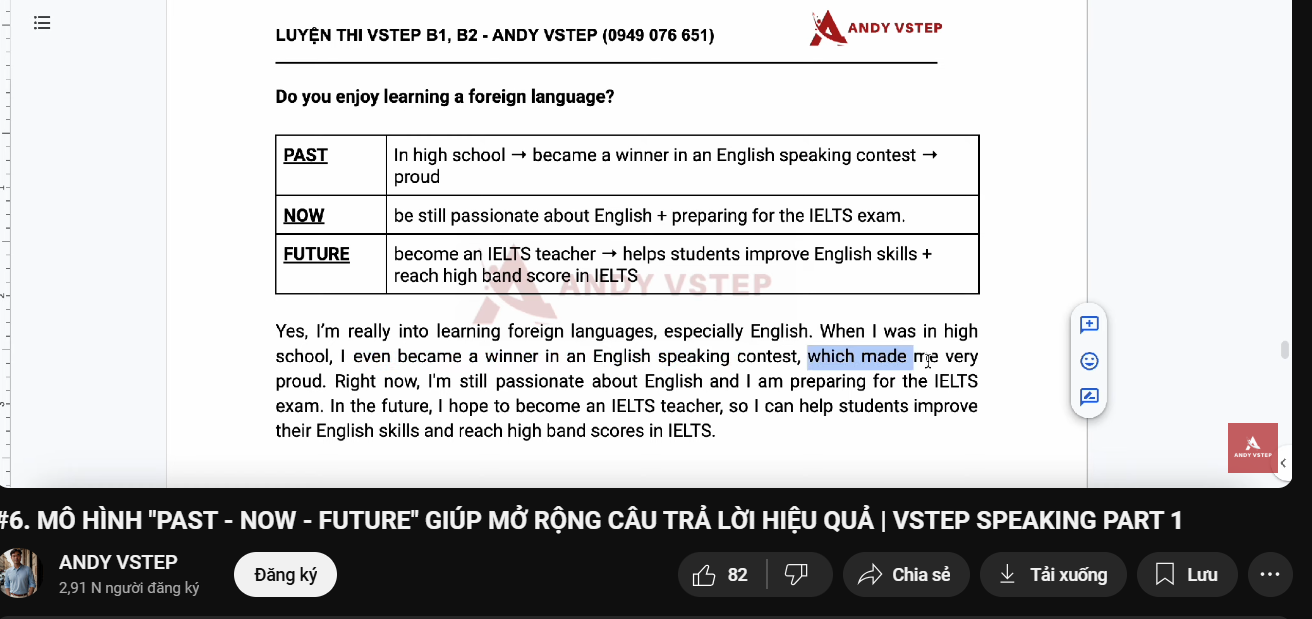 LUYỆN THI VSTEP B1, B2 - ANDY VSTEP (0949 076 651)
ANDY VSTEP
Do you enjoy learning a foreign language?
PAST
In high school → became a winner in an English speaking contest →
proud
NOW
be still passionate about English + preparing for the IELTS exam.
FUTURE
become an IELTS teacher → helps students improve English skills +
reach high band score in IELTS
ANDY VSTEP
Yes, I’m really into learning foreign languages, especially English. When I was in high
school, I even became a winner in an English speaking contest, which made me very
proud. Right now, I'm still passionate about English and I am preparing for the IELTS
exam. In the future, I hope to become an IELTS teacher, so I can help students improve
their English skills and reach high band scores in IELTS.
ANDY VSTEP
#6. MÔ HÌNH "PAST - NOW - FUTURE" GIÚP MỞ RỘNG CÂU TRẢ LỜI HIỆU QUẢ | VSTEP SPEAKING PART 1
ANDY VSTEP
2,91 N người đăng ký
Đăng ký
82
Chia sẻ
Tải xuống
Lưu